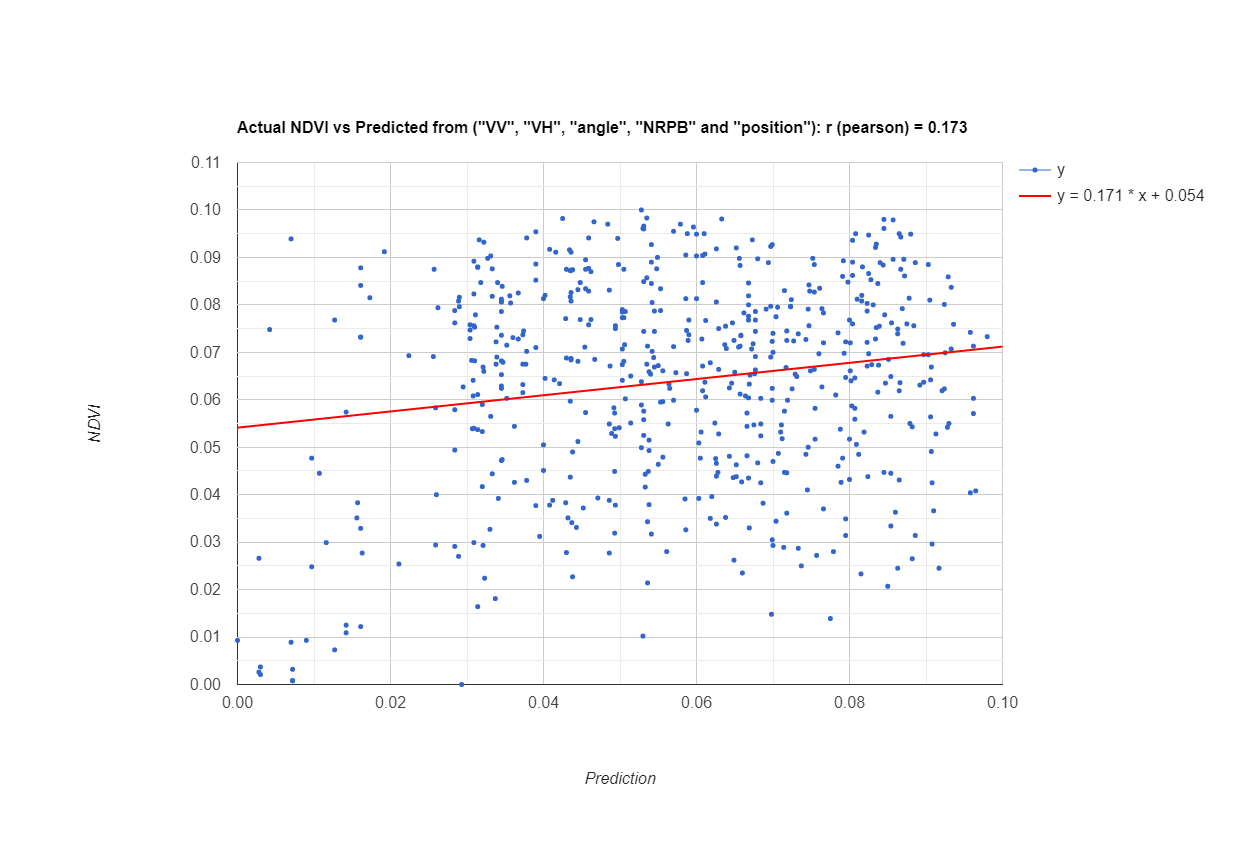 Actual NDVI vs Predicted from ("VV", "VH", "angle", "NRPB" and "position"): r (pearson) = 0.173
0.11
0.10
0.09
0.08
0.07
0.06
0.05
0.04
0.03
0.02
0.01
0.00
NDVI
0.00 0.02 0.04 0.06 0.08 0.10
Prediction
y
y = 0.171 * x + 0.054